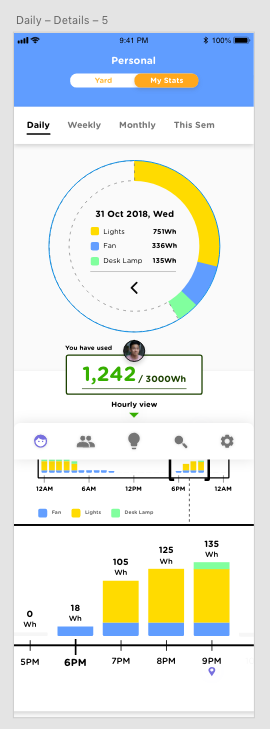 Daily – Details – 5
9:41 PM 100%
Personal
Yard My Stats
Daily Weekly Monthly This Sem
31 Oct 2018, Wed
Lights 751Wh
Fan 336Wh
Desk Lamp 135Wh
You have used
1,242 / 3000Wh
Hourly view
12AM 6AM 12PM 6PM 12AM
Fan Lights Desk Lamp
0 Wh
18 Wh
105 Wh
125 Wh
135 Wh
5PM 6PM 7PM 8PM 9PM